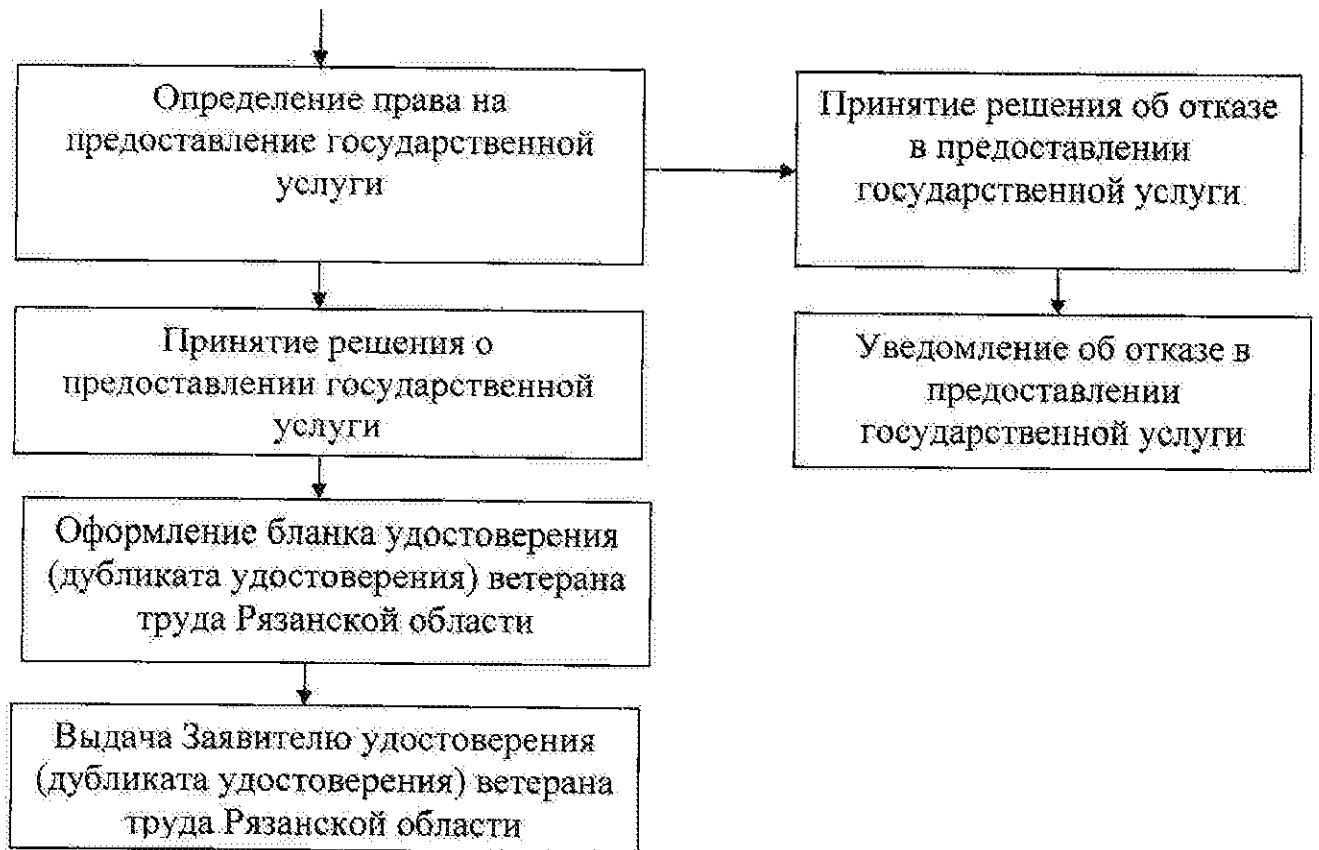 Определение права на
предоставление государственной
услуги
Принятие решения об отказе
в предоставлении
государственной услуги
Принятие решения о
предоставлении государственной
услуги
Уведомление об отказе в
предоставлении
государственной услуги
Оформление бланка удостоверения
(дубликата удостоверения) ветерана
труда Рязанской области
Выдача Заявителю удостоверения
(дубликата удостоверения) ветерана
труда Рязанской области